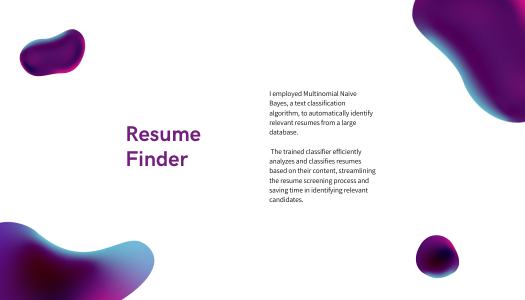 Resume
Finder
I employed Multinomial Naive
Bayes, a text classification
algorithm, to automatically identify
relevant resumes from a large
database.
The trained classifier efficiently
analyzes and classifies resumes
based on their content, streamlining
the resume screening process and
saving time in identifying relevant
candidates.